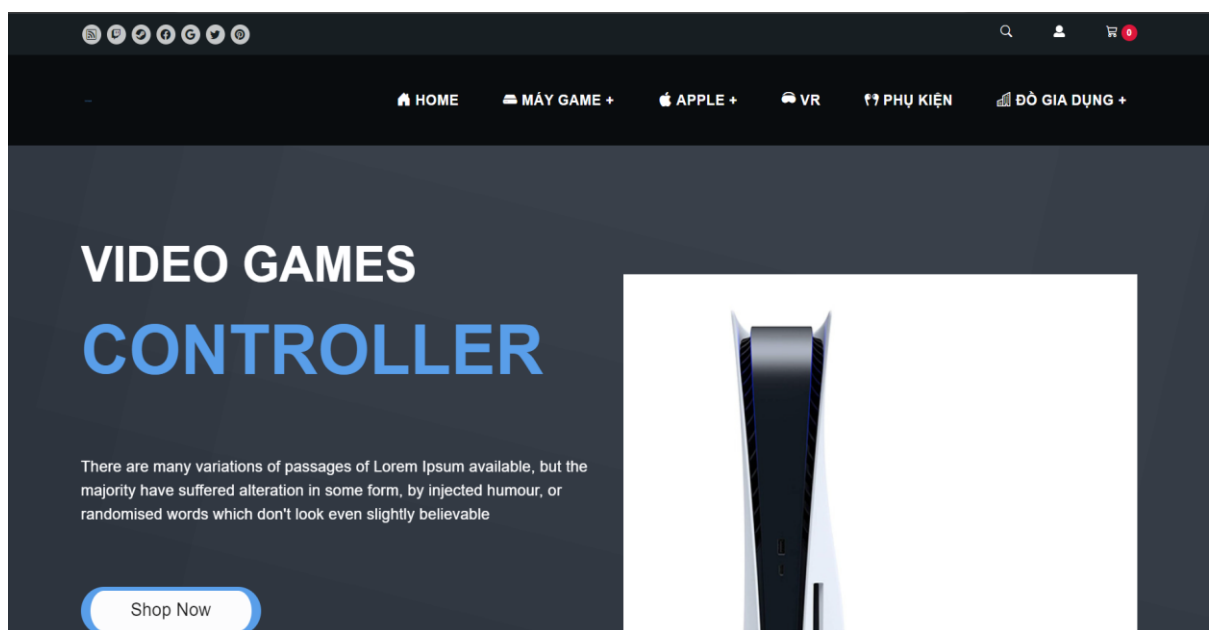 0
HOME MÁY GAME + APPLE + VR PHỤ KIỆN ĐỒ GIA DỤNG +
VIDEO GAMES
CONTROLLER
There are many variations of passages of Lorem Ipsum available, but the
majority have suffered alteration in some form, by injected humour, or
randomised words which don't look even slightly believable
Shop Now